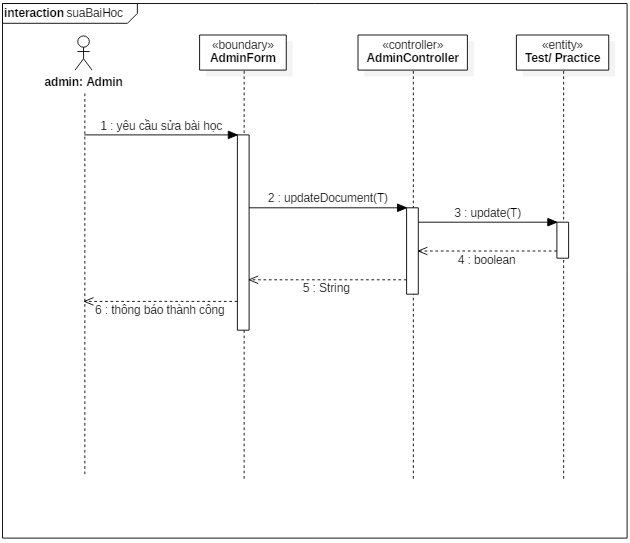 interaction suaBaiHoc
admin: Admin
«boundary»
AdminForm
«controller»
AdminController
«entity»
Test/ Practice
1 : yêu cầu sửa bài học
2 : updateDocument(T)
3 : update(T)
4 : boolean
5 : String
6 : thông báo thành công